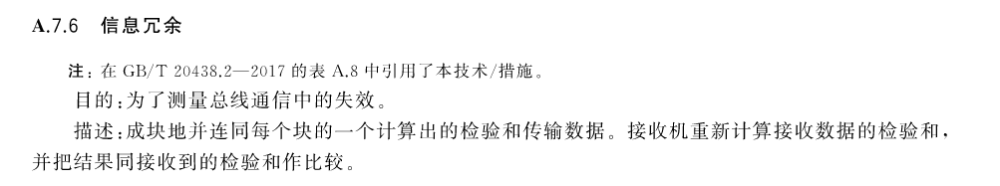 A.7.6 信息冗余
注：在 GB/T 20438.2—2017 的表 A.8 中引用了本技术/措施。
目的：为了测量总线通信中的失效。
描述：成块地并连同每个块的一个计算出的检验和传输数据。接收机重新计算接收数据的检验和，
并把结果同接收到的检验和作比较。